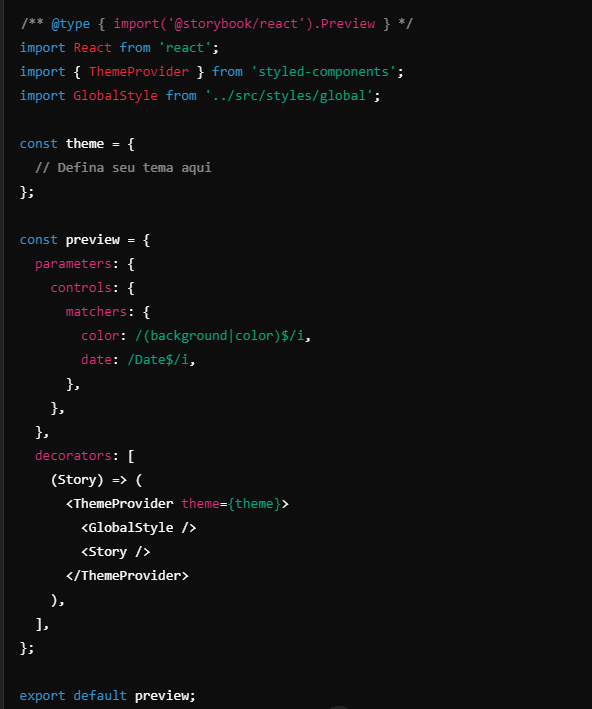 /** @type { import('@storybook/react').Preview } */
import React from 'react';
import { ThemeProvider } from 'styled-components';
import GlobalStyle from '../src/styles/global';

const theme = {
  // Defina seu tema aqui
};

const preview = {
  parameters: {
    controls: {
      matchers: {
        color: /(background|color)$/i,
        date: /Date$/i,
      },
    },
  },
  decorators: [
    (Story) => (
      <ThemeProvider theme={theme}>
        <GlobalStyle />
        <Story />
      </ThemeProvider>
    ),
  ],
};

export default preview;